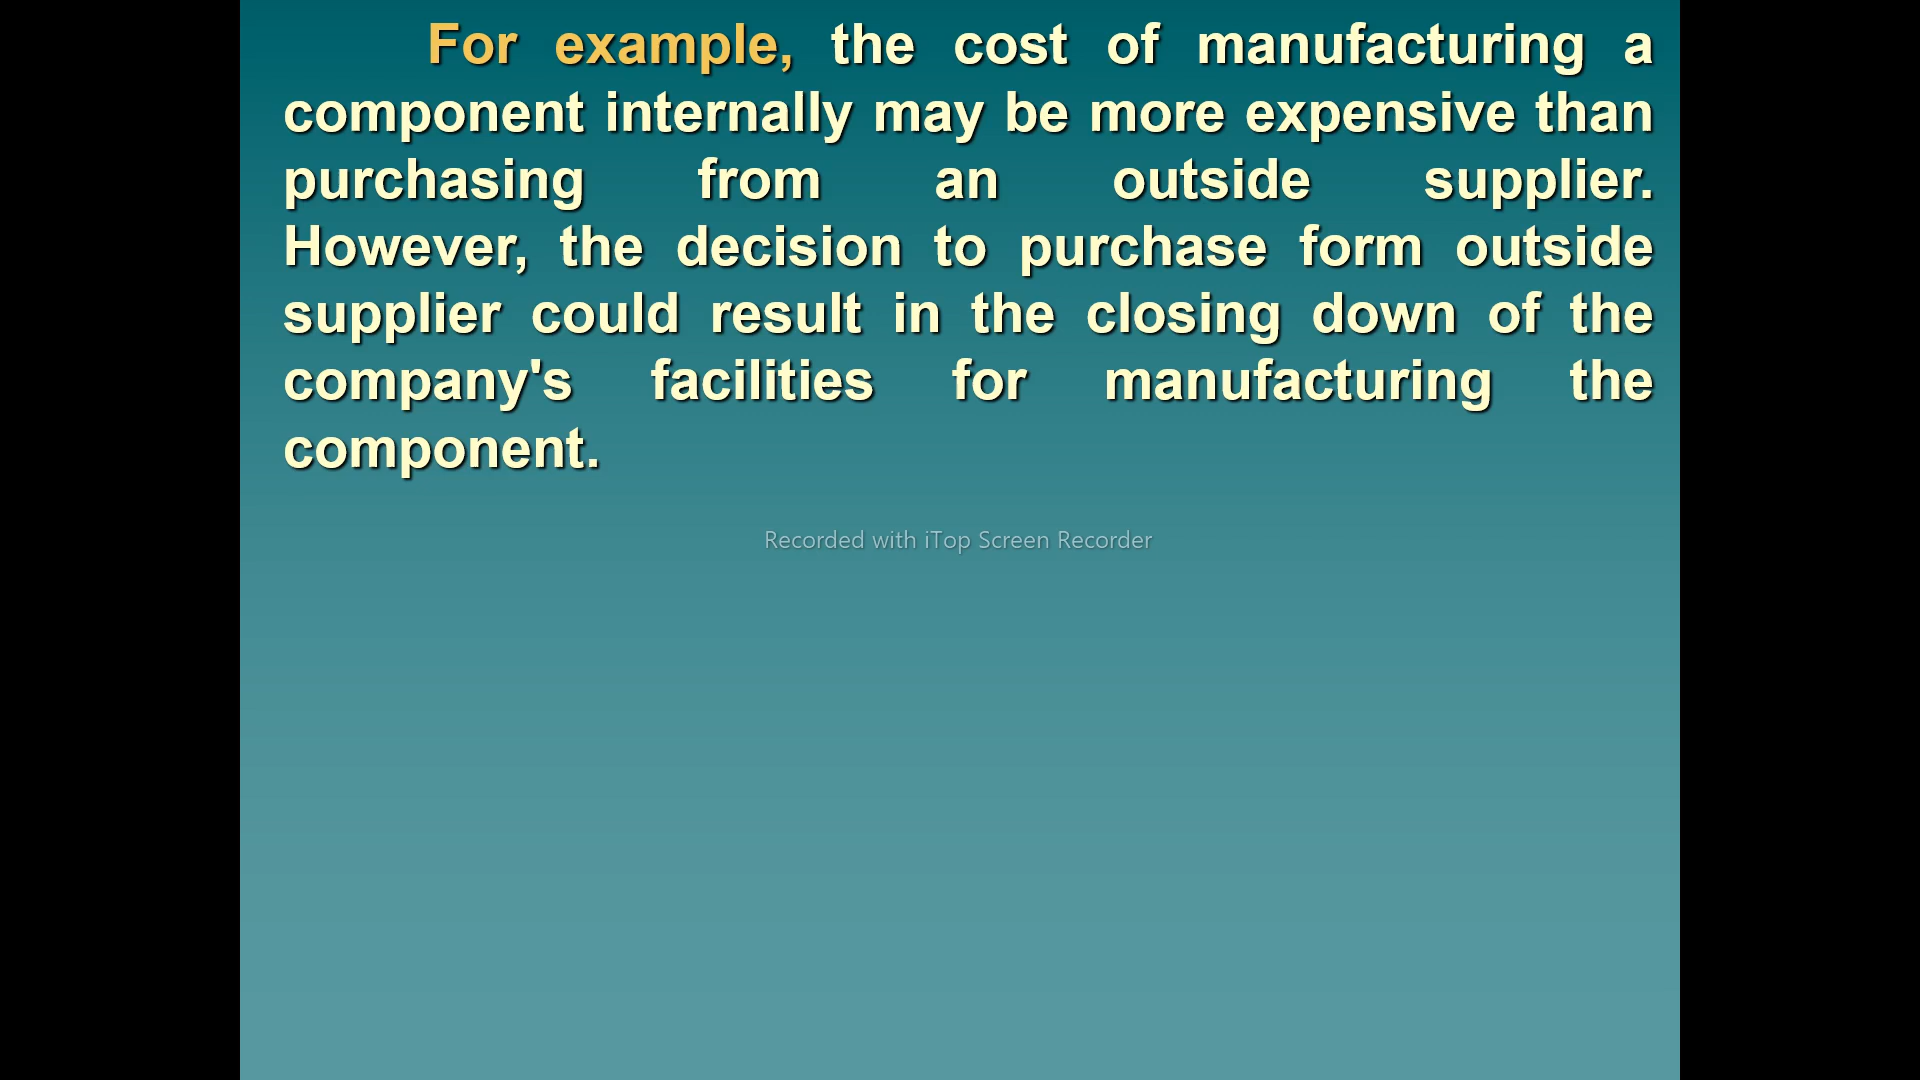 For example, the cost of manufacturing a
component internally may be more expensive than
purchasing from an outside supplier.
However, the decision to purchase form outside
supplier could result in the closing down of the
company's facilities for manufacturing the
component.
Recorded with iTop Screen Recorder